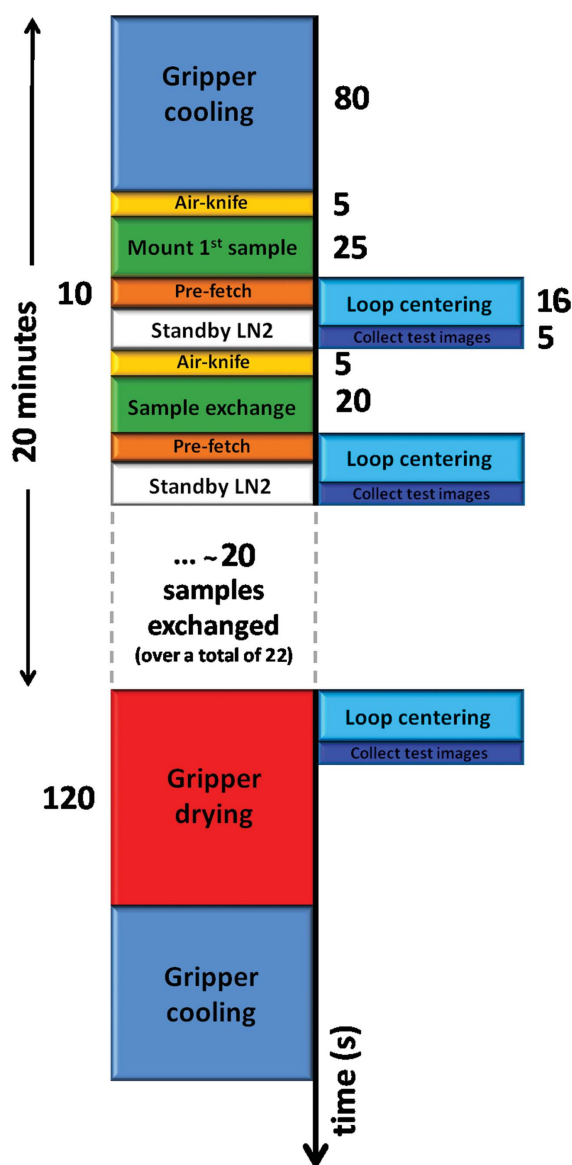 Gripper
cooling
80
Air-knife
5
Mount 1st sample
25
10
Pre-fetch
Loop centering
16
Standby LN2
Collect test images
5
Air-knife
5
Sample exchange
20
Pre-fetch
Loop centering
Standby LN2
Collect test images
20 minutes
... ~20
samples
exchanged
(over a total of 22)
Loop centering
Collect test images
120
Gripper
drying
Gripper
cooling
time (s)